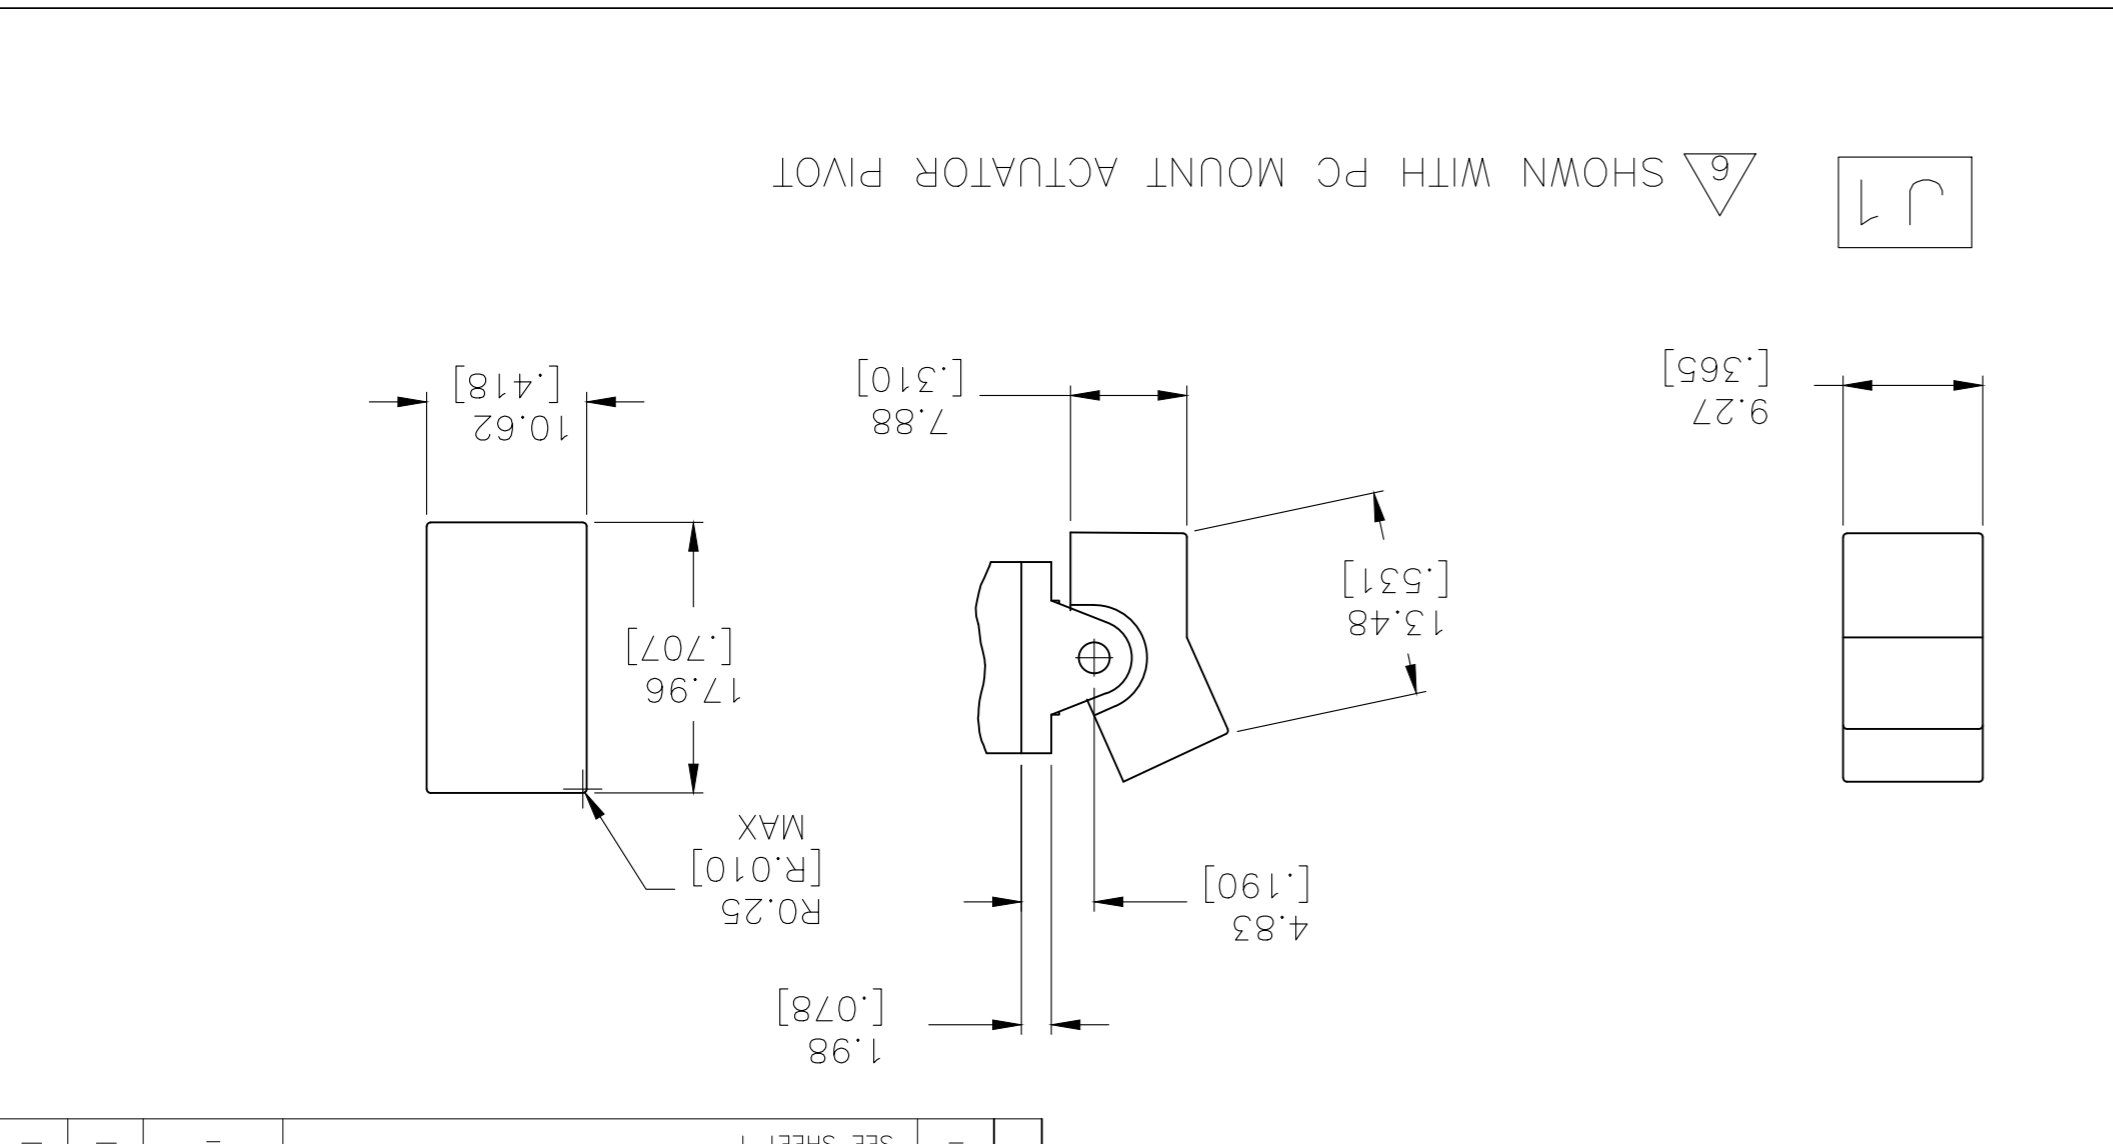 SEE SHEET 1
1.98
[.078]
4.83
[.190]
R0.25
[R.010]
MAX
17.96
[.707]
13.48
[.531]
10.62
[.418]
7.88
[.310]
9.27
[.365]
J1
6 SHOWN WITH PC MOUNT ACTUATOR PIVOT